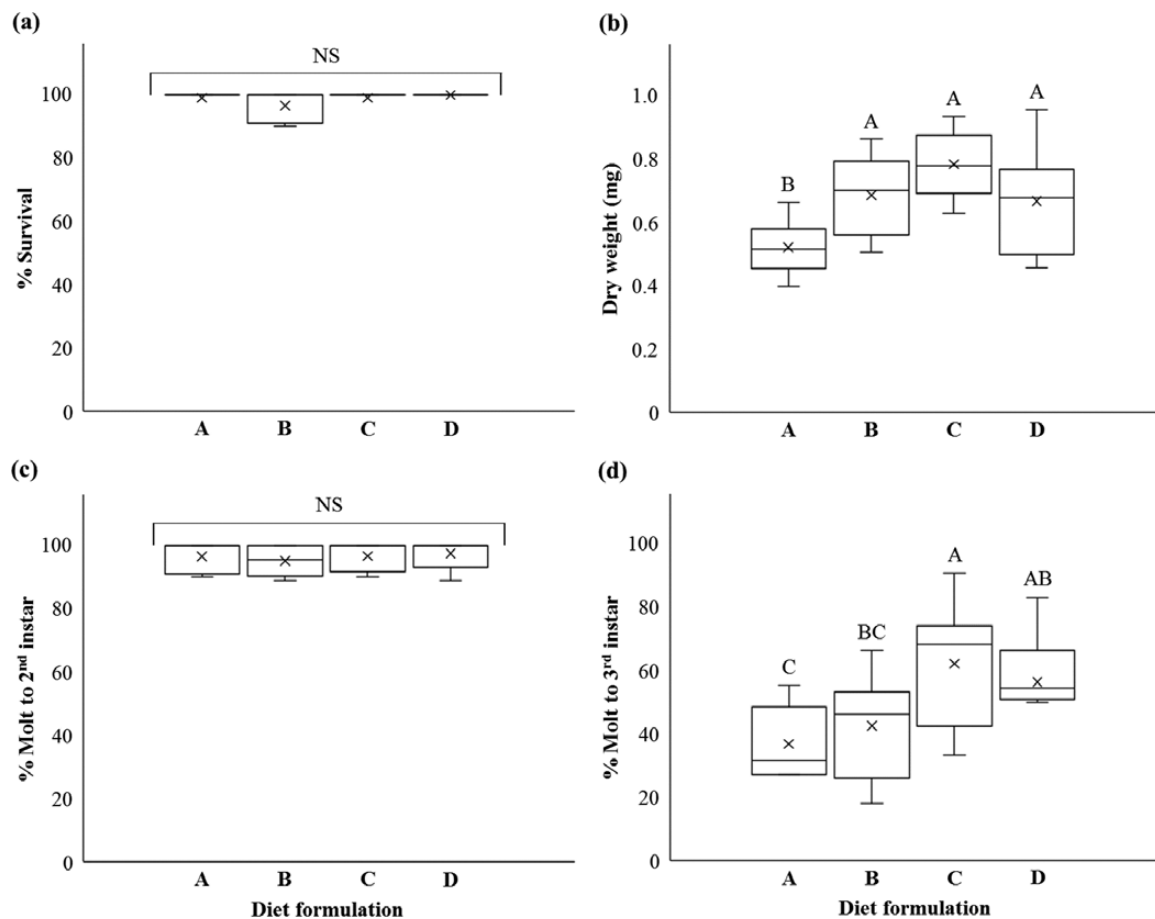 (a)
NS
100
80
60
40
20
0
% Survival
A B C D
(b)
1.0
0.8
0.6
0.4
0.2
0
Dry weight (mg)
B A A A
A B C D
(c)
NS
100
80
60
40
20
0
% Molt to 2nd instar
A B C D
Diet formulation
(d)
100
80
60
40
20
0
% Molt to 3rd instar
C BC A AB
A B C D
Diet formulation